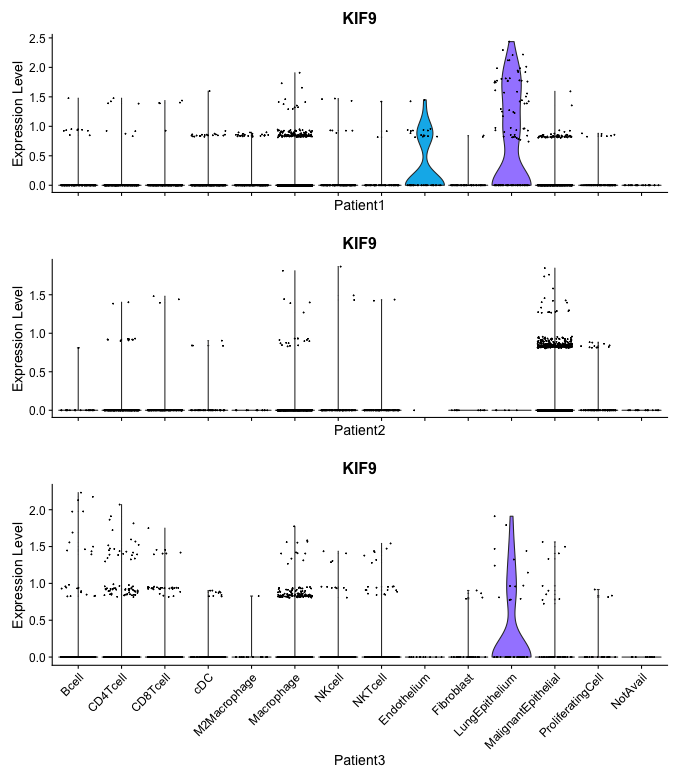 KIF9
Expression Level
2.5
2.0
1.5
1.0
0.5
0.0
Patient1
KIF9
Expression Level
1.5
1.0
0.5
0.0
Patient2
KIF9
Expression Level
2.0
1.5
1.0
0.5
0.0
Bcell
CD4Tcell
CD8Tcell
cDC
M2Macrophage
Macrophage
NKcell
NKTcell
Endothelium
Fibroblast
LungEpithelium
MalignantEpithelial
ProliferatingCell
NotAvail
Patient3